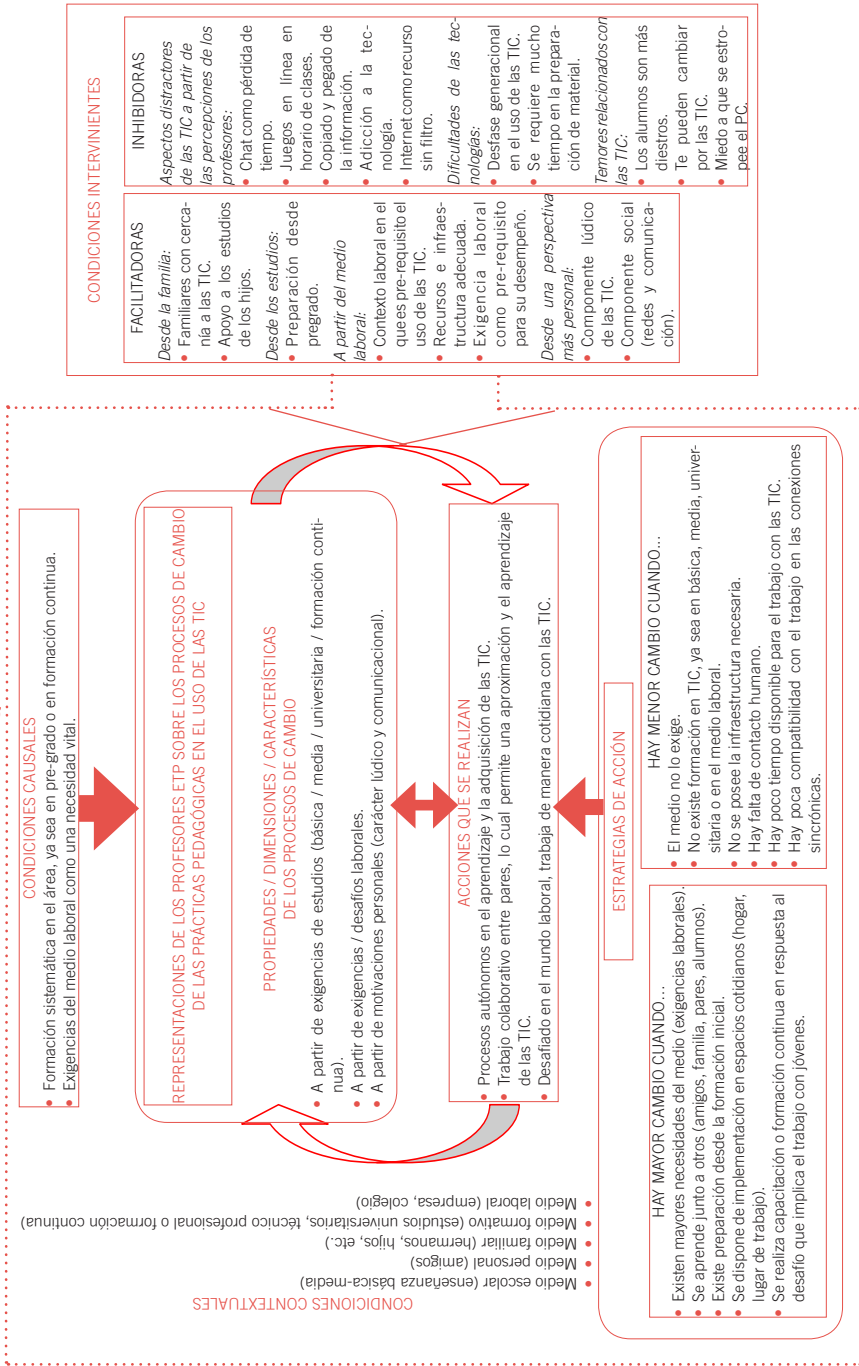 CONDICIONES CAUSALES
• Formación sistemática en el área, ya sea en pre-grado o en formación continua.
• Exigencias del medio laboral como una necesidad vital.
REPRESENTACIONES DE LOS PROFESORES ETP SOBRE LOS PROCESOS DE CAMBIO
DE LAS PRÁCTICAS PEDAGÓGICAS EN EL USO DE LAS TIC
PROPIEDADES / DIMENSIONES / CARACTERÍSTICAS
DE LOS PROCESOS DE CAMBIO
• A partir de exigencias de estudios (básica / media / universitaria / formación conti-
nua).
• A partir de exigencias / desafíos laborales.
• A partir de motivaciones personales (carácter lúdico y comunicacional).
ACCIONES QUE SE REALIZAN
• Procesos autónomos en el aprendizaje y la adquisición de las TIC.
• Trabajo colaborativo entre pares, lo cual permite una aproximación y el aprendizaje
de las TIC.
• Desafiado en el mundo laboral, trabaja de manera cotidiana con las TIC.
ESTRATEGIAS DE ACCIÓN
HAY MAYOR CAMBIO CUANDO...
• Existen mayores necesidades del medio (exigencias laborales).
• Se aprende junto a otros (amigos, familia, pares, alumnos).
• Existe preparación desde la formación inicial.
• Se dispone de implementación en espacios cotidianos (hogar,
lugar de trabajo).
• Se realiza capacitación o formación continua en respuesta al
desafío que implica el trabajo con jóvenes.
HAY MENOR CAMBIO CUANDO...
• El medio no lo exige.
• No existe formación en TIC, ya sea en básica, media, univer-
sitaria o en el medio laboral.
• No se posee la infraestructura necesaria.
• Hay falta de contacto humano.
• Hay poco tiempo disponible para el trabajo con las TIC.
• Hay poca compatibilidad con el trabajo en las conexiones
sincrónicas.
CONDICIONES CONTEXTUALES
• Medio escolar (enseñanza básica-media)
• Medio personal (amigos)
• Medio familiar (hermanos, hijos, etc.)
• Medio formativo (estudios universitarios, técnico profesional o formación continua)
• Medio laboral (empresa, colegio)
CONDICIONES INTERVINIENTES
FACILITADORAS
Desde la familia:
• Familiares con cerca-
nía a las TIC.
• Apoyo a los estudios
de los hijos.
Desde los estudios:
• Preparación desde
pregrado.
A partir del medio
laboral:
• Contexto laboral en el
quees pre-requisito el
uso de las TIC.
• Recursos e infraes-
tructura adecuada.
• Exigencia laboral
como pre-requisito
para su desempeño.
Desde una perspectiva
más personal:
• Componente lúdico
de las TIC.
• Componente social
(redes y comunica-
ción).
INHIBIDORAS
Aspectos distractores
de las TIC a partir de
las percepciones de los
profesores:
• Chat como pérdida de
tiempo.
• Juegos en línea en
horario de clases.
• Copiado y pegado de
la información.
• Adicción a la tec-
nología.
• Internet como recurso
sin filtro.
Dificultades de las tec-
nologías:
• Desfase generacional
en el uso de las TIC.
• Se requiere mucho
tiempo en la prepara-
ción de material.
Temores relacionados con
las TIC:
• Los alumnos son más
diestros.
• Te pueden cambiar
por las TIC.
• Miedo a que se estro-
pee el PC.